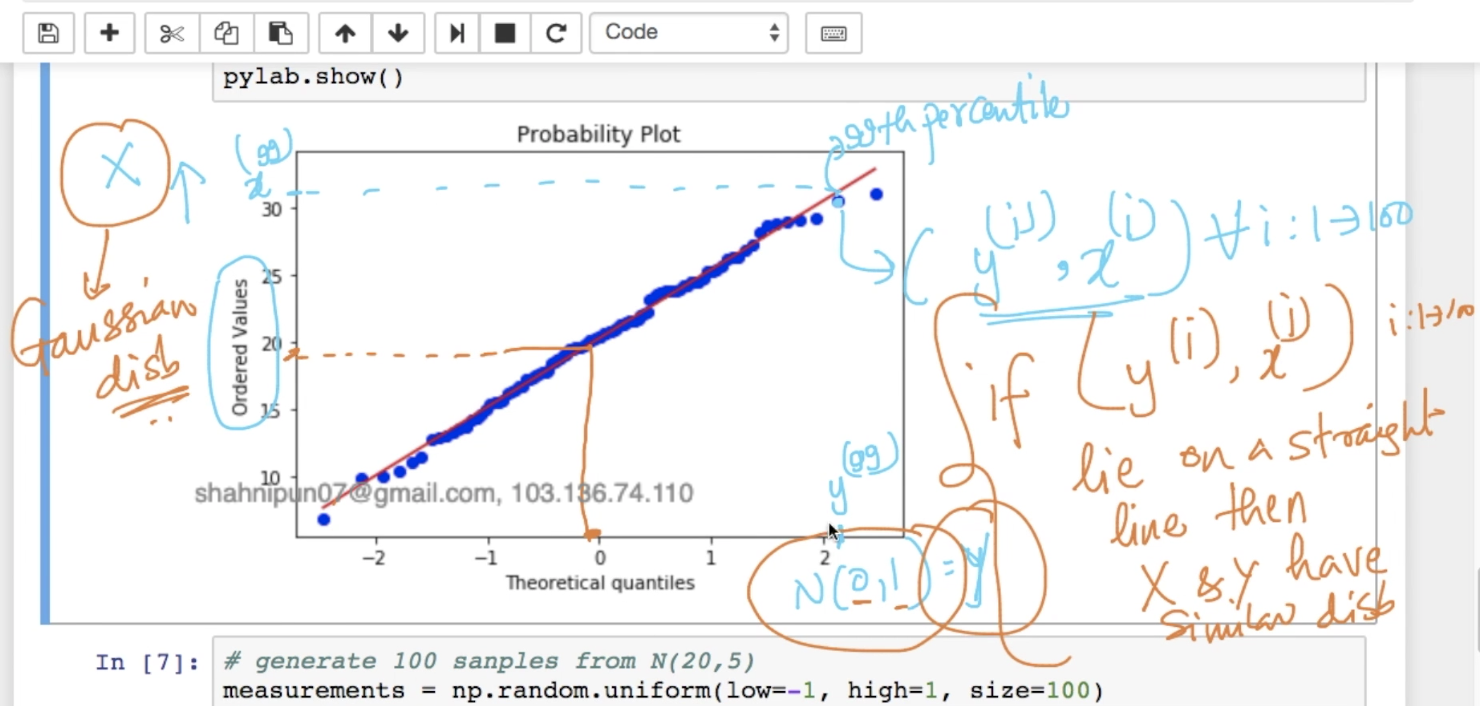 Code
pylab.show()
Probability Plot
99th percentile
X
(99)
x
30
25
20
15
10
Ordered Values
Gaussian
disb
(y(i), x(i)) ∀i:1→100
if (y(i), x(i)) i:1→100
lie on a straight
line then
X & Y have
similar disb
shahnipun07@gmail.com, 103.136.74.110
y(99)
−2 −1 0 1 2
Theoretical quantiles
N(0,1) = Y
In [7]: # generate 100 sanples from N(20,5)
measurements = np.random.uniform(low=-1, high=1, size=100)